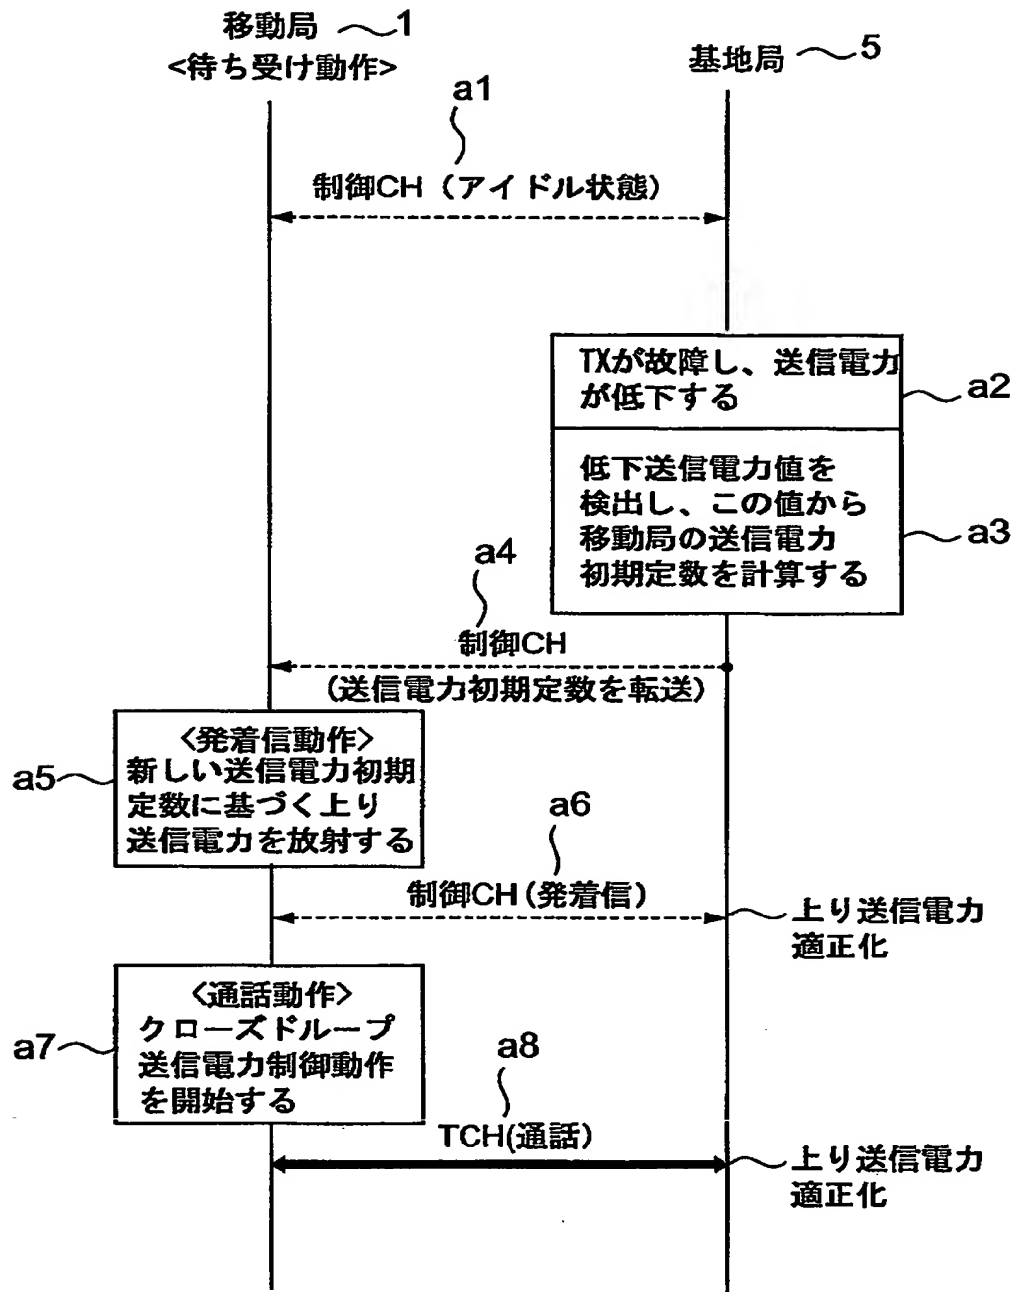 移動局 1
<待ち受け動作>
基地局 5
a1
制御CH(アイドル状態)
TXが故障し、送信電力
が低下する
a2
低下送信電力値を
検出し、この値から
移動局の送信電力
初期定数を計算する
a3
a4
制御CH
(送信電力初期定数を転送)
<発着信動作>
新しい送信電力初期
定数に基づく上り
送信電力を放射する
a5
a6
制御CH(発着信)
上り送信電力
適正化
<通話動作>
クローズドループ
送信電力制御動作
を開始する
a7
a8
TCH(通話)
上り送信電力
適正化